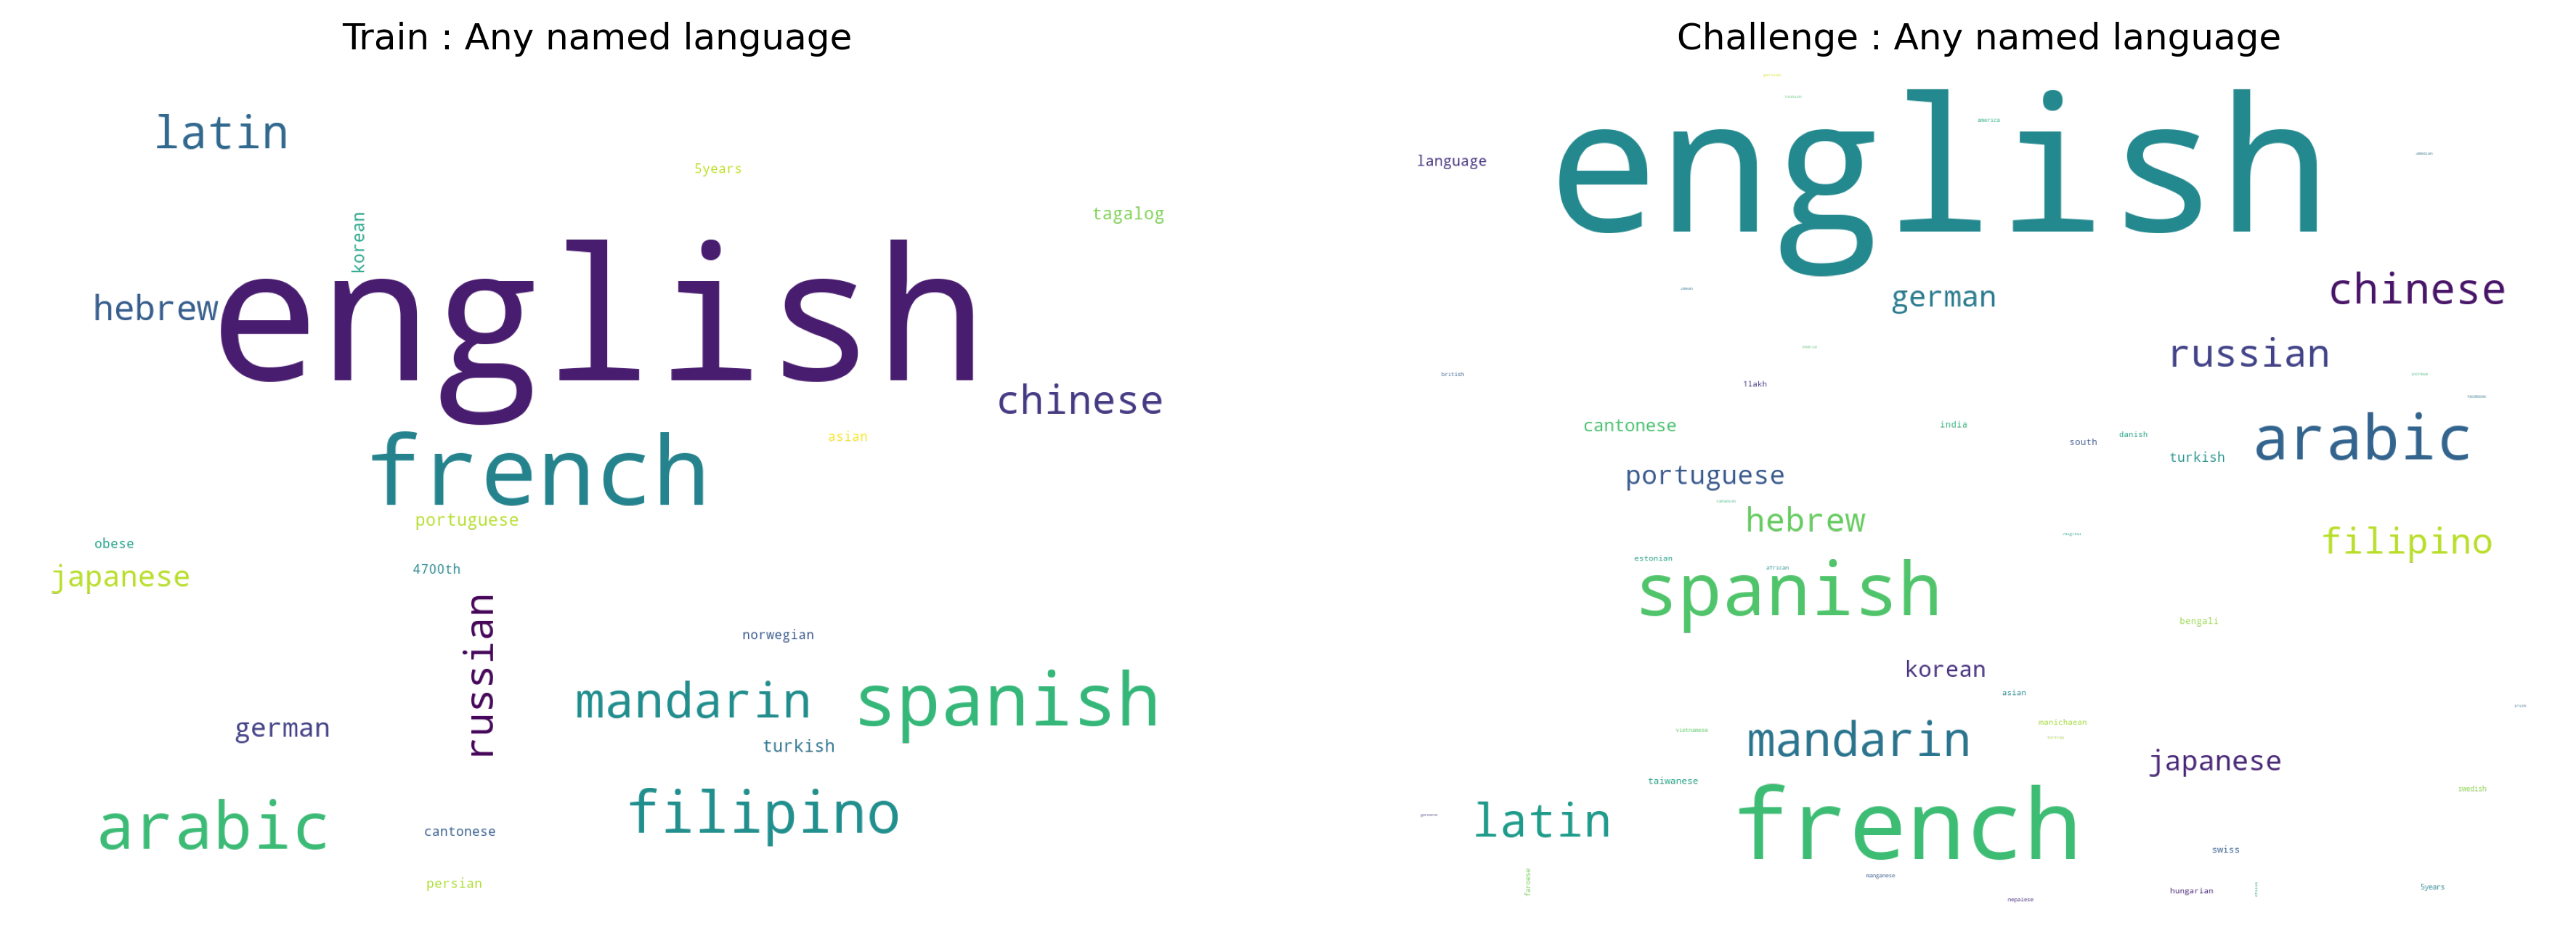 Train : Any named language
latin
5years
tagalog
korean
hebrew
english
chinese
asian
french
portuguese
obese
4700th
japanese
russian
norwegian
mandarin
spanish
german
turkish
filipino
arabic
cantonese
persian
Challenge : Any named language
america
language
english
german
chinese
russian
british
1lakh
cantonese
india
south
danish
turkish
arabic
portuguese
hebrew
filipino
estonian
african
spanish
bengali
korean
asian
manichaean
vietnamese
mandarin
japanese
taiwanese
swedish
latin
french
swiss
faroese
manganese
hungarian
5years
nepalese